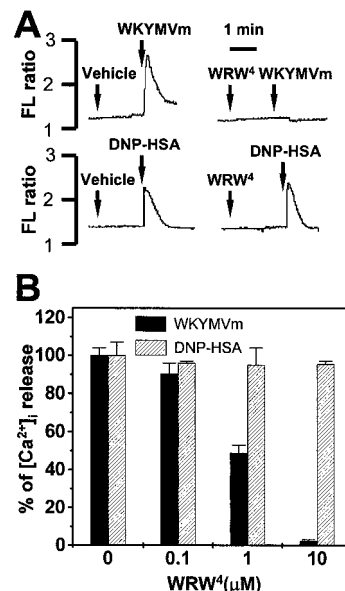 A
WKYMVm
1 min
3
Vehicle
WRW⁴ WKYMVm
2
FL ratio
1
DNP-HSA
DNP-HSA
3
Vehicle
WRW⁴
2
FL ratio
1
B
120
WKYMVm
100
DNP-HSA
80
60
40
20
0
% of [Ca²⁺]ᵢ release
0 0.1 1 10
WRW⁴(μM)